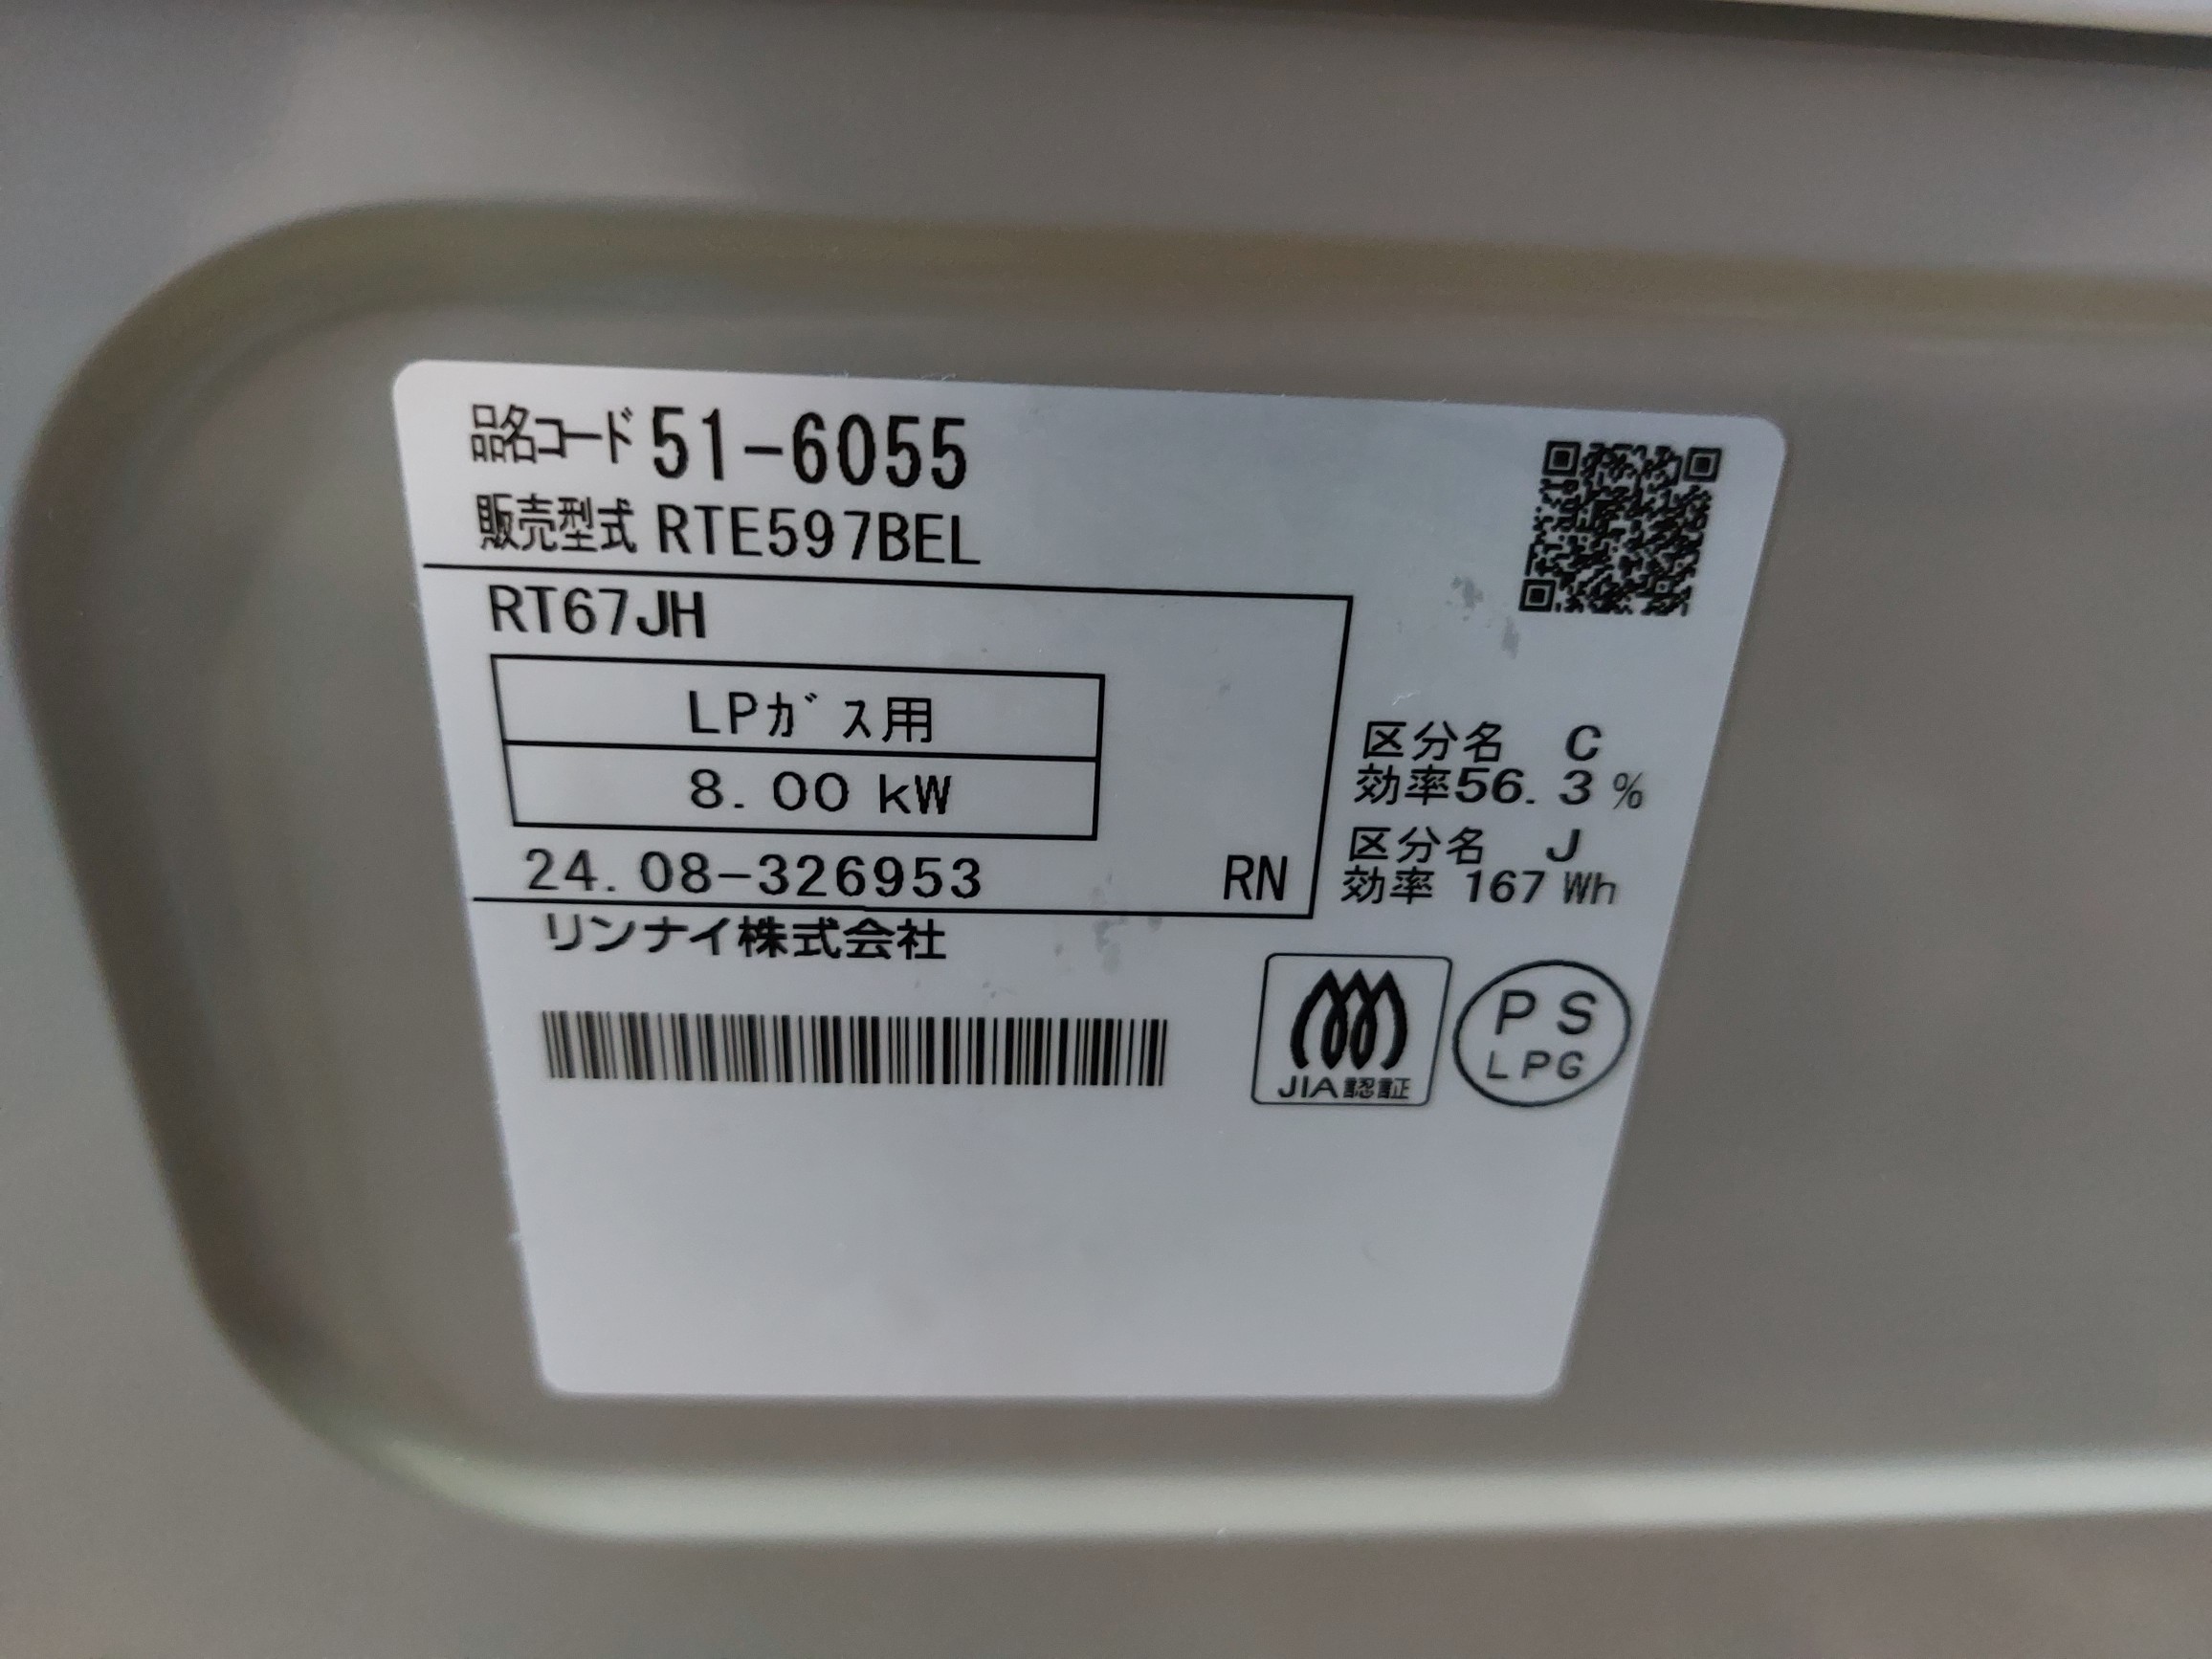 品名コード 51-6055
販売型式 RTE597BEL
RT67JH
LPガス用
8.00 kW
24.08-326953 RN
リンナイ株式会社
区分名 C
効率56.3%
区分名 J
効率 167 Wh
JIA認証
PS
LPG